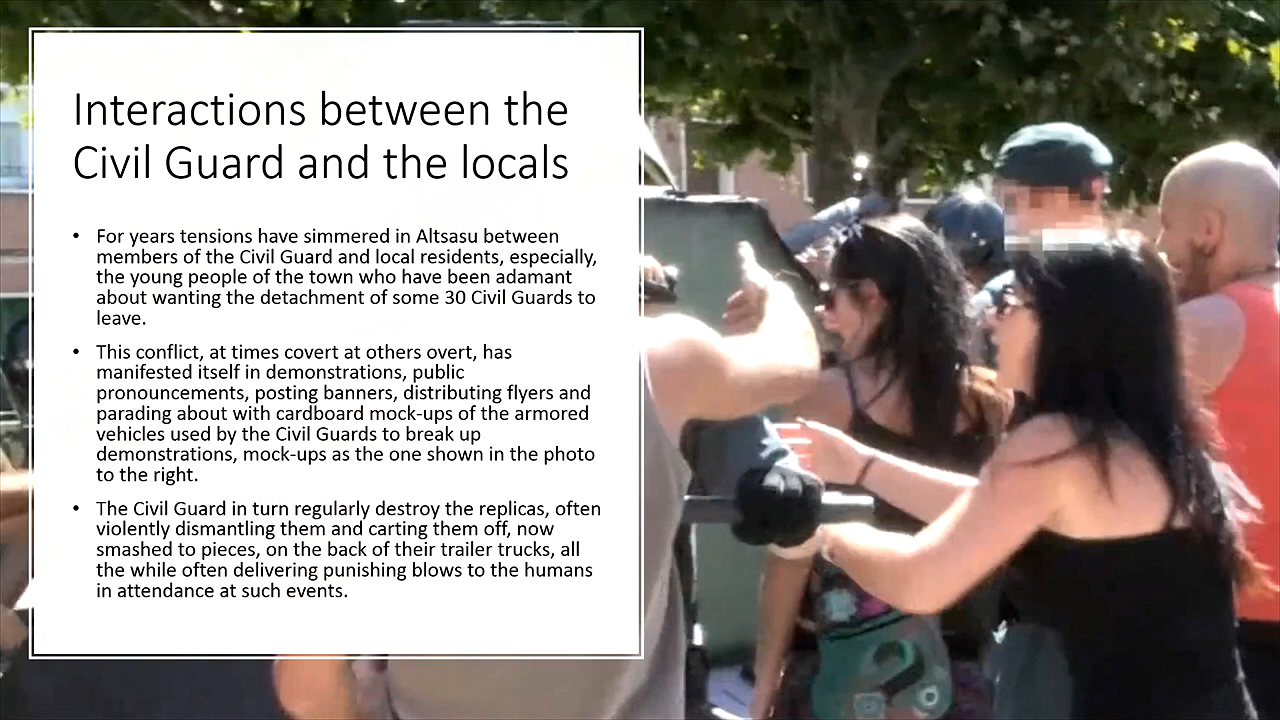 Interactions between the
Civil Guard and the locals
• For years tensions have simmered in Altsasu between
members of the Civil Guard and local residents, especially,
the young people of the town who have been adamant
about wanting the detachment of some 30 Civil Guards to
leave.
• This conflict, at times covert at others overt, has
manifested itself in demonstrations, public
pronouncements, posting banners, distributing flyers and
parading about with cardboard mock-ups of the armored
vehicles used by the Civil Guards to break up
demonstrations, mock-ups as the one shown in the photo
to the right.
• The Civil Guard in turn regularly destroy the replicas, often
violently dismantling them and carting them off, now
smashed to pieces, on the back of their trailer trucks, all
the while often delivering punishing blows to the humans
in attendance at such events.